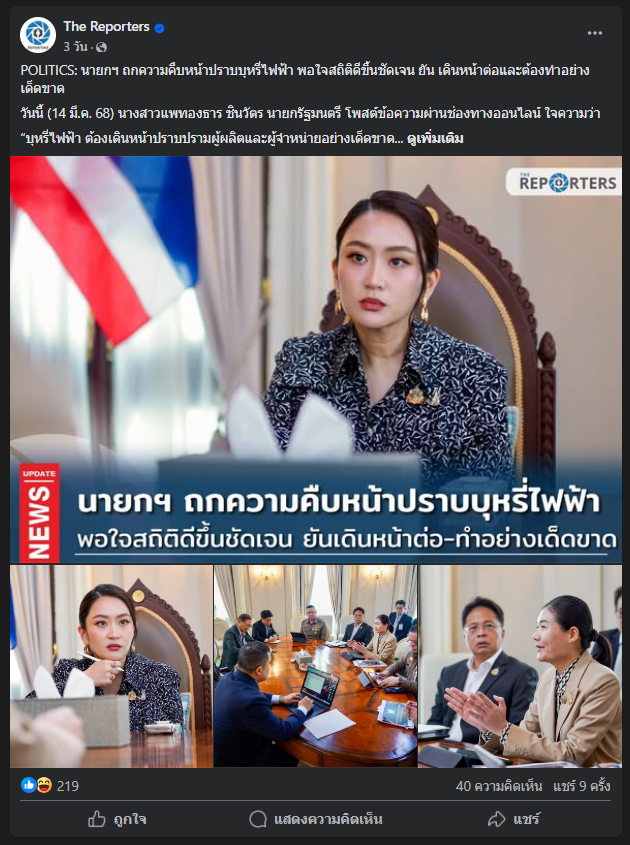 The Reporters
3 วัน
POLITICS: นายกฯ ถกความคืบหน้าปราบบุหรี่ไฟฟ้า พอใจสถิติดีขึ้นชัดเจน ยัน เดินหน้าต่อและต้องทำอย่าง
เด็ดขาด
วันนี้ (14 มี.ค. 68) นางสาวแพทองธาร ชินวัตร นายกรัฐมนตรี โพสต์ข้อความผ่านช่องทางออนไลน์ ใจความว่า
“บุหรี่ไฟฟ้า ต้องเดินหน้าปราบปรามผู้ผลิตและผู้จำหน่ายอย่างเด็ดขาด... ดูเพิ่มเติม
THE REPORTERS
UPDATE
NEWS
นายกฯ ถกความคืบหน้าปราบบุหรี่ไฟฟ้า
พอใจสถิติดีขึ้นชัดเจน ยันเดินหน้าต่อ-ทำอย่างเด็ดขาด
219
40 ความคิดเห็น แชร์ 9 ครั้ง
ถูกใจ แสดงความคิดเห็น แชร์